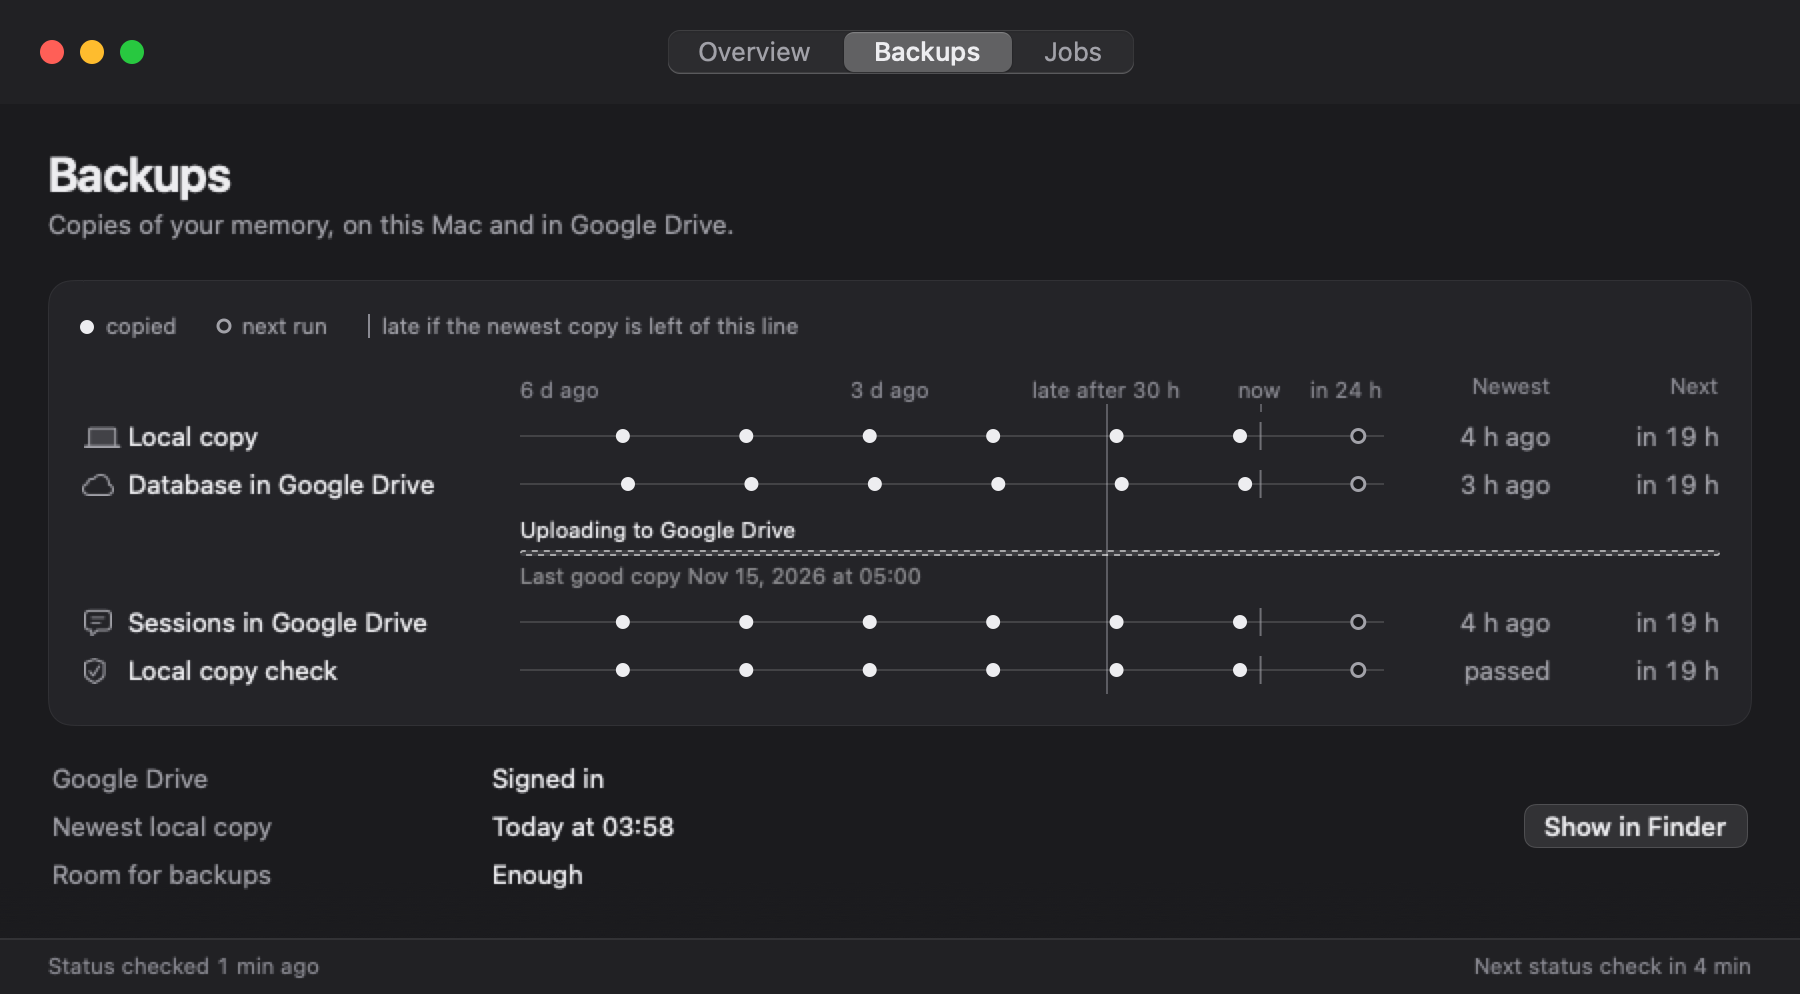 Overview Backups Jobs
Backups
Copies of your memory, on this Mac and in Google Drive.
copied next run late if the newest copy is left of this line
6 d ago 3 d ago late after 30 h now in 24 h Newest Next
Local copy 4 h ago in 19 h
Database in Google Drive 3 h ago in 19 h
Uploading to Google Drive
Last good copy Nov 15, 2026 at 05:00
Sessions in Google Drive 4 h ago in 19 h
Local copy check passed in 19 h
Google Drive Signed in
Newest local copy Today at 03:58 Show in Finder
Room for backups Enough
Status checked 1 min ago Next status check in 4 min